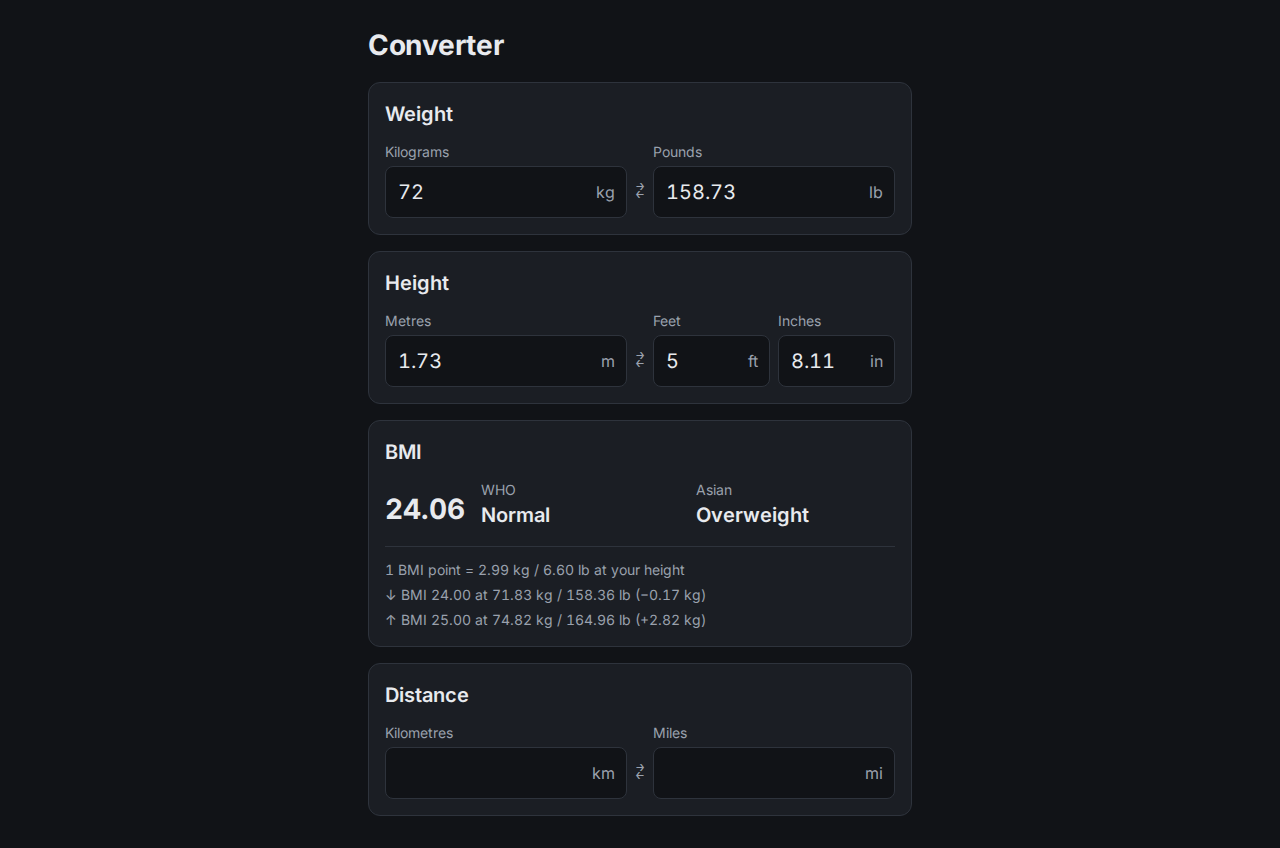 Converter
Weight
Kilograms Pounds
72 kg ⇄ 158.73 lb
Height
Metres Feet Inches
1.73 m ⇄ 5 ft 8.11 in
BMI
24.06 WHO Normal Asian Overweight
1 BMI point = 2.99 kg / 6.60 lb at your height
↓ BMI 24.00 at 71.83 kg / 158.36 lb (−0.17 kg)
↑ BMI 25.00 at 74.82 kg / 164.96 lb (+2.82 kg)
Distance
Kilometres Miles
km ⇄ mi